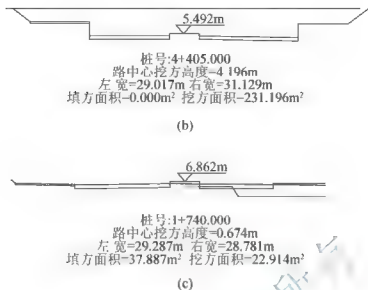 5.492m
桩号:4+405.000
路中心挖方高度=4.196m
左 宽=29.017m 右宽=31.129m
填方面积=0.000m² 挖方面积=231.196m²
(b)
6.862m
桩号:1+740.000
路中心挖方高度=0.674m
左 宽=29.287m 右宽=28.781m
填方面积=37.887m² 挖方面积=22.914m²
(c)